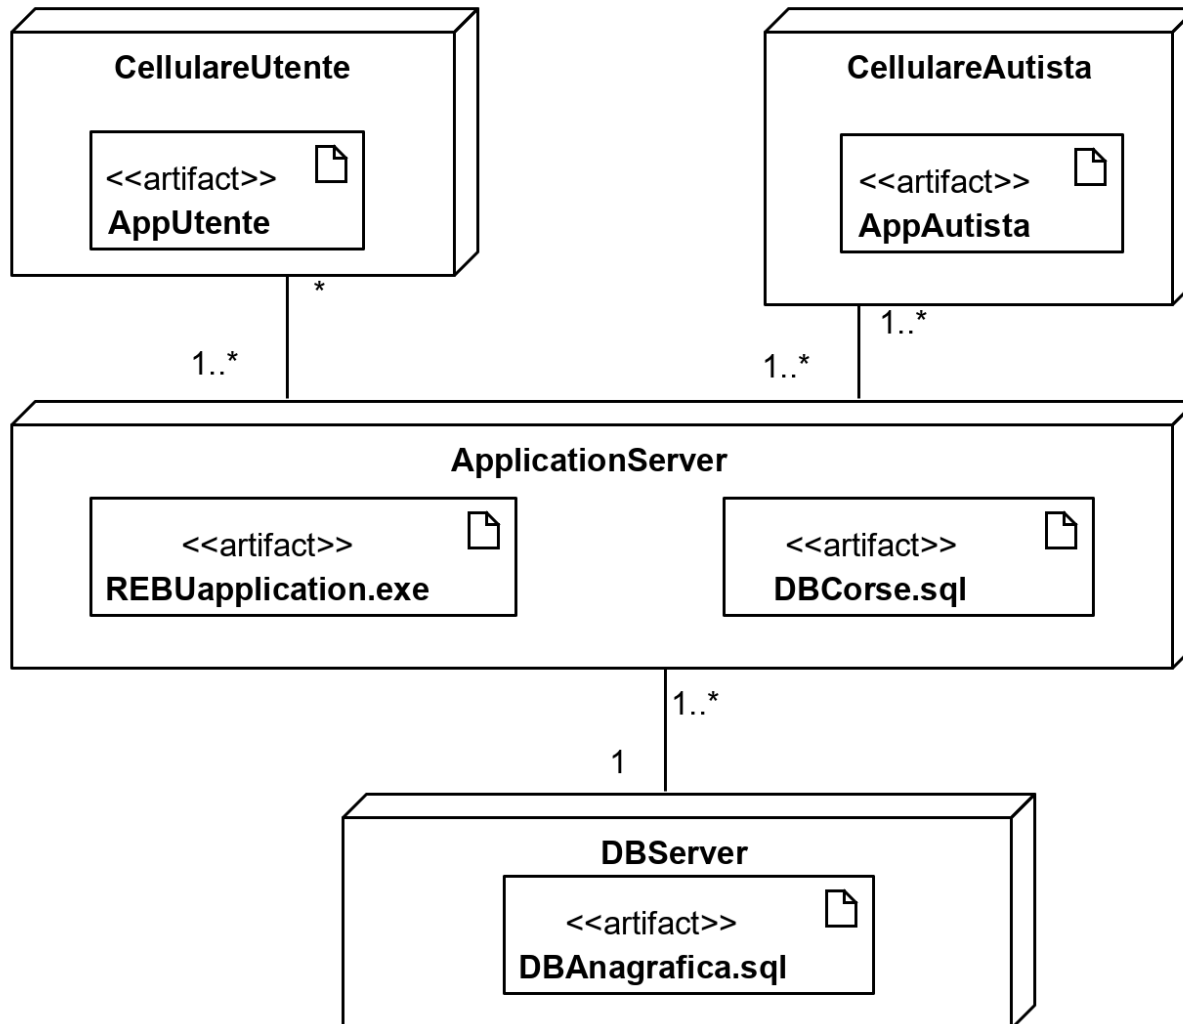 CellulareUtente
<<artifact>>
AppUtente
CellulareAutista
<<artifact>>
AppAutista
*
1..*
1..*
1..*
ApplicationServer
<<artifact>>
REBUapplication.exe
<<artifact>>
DBCorse.sql
1..*
1
DBServer
<<artifact>>
DBAnagrafica.sql